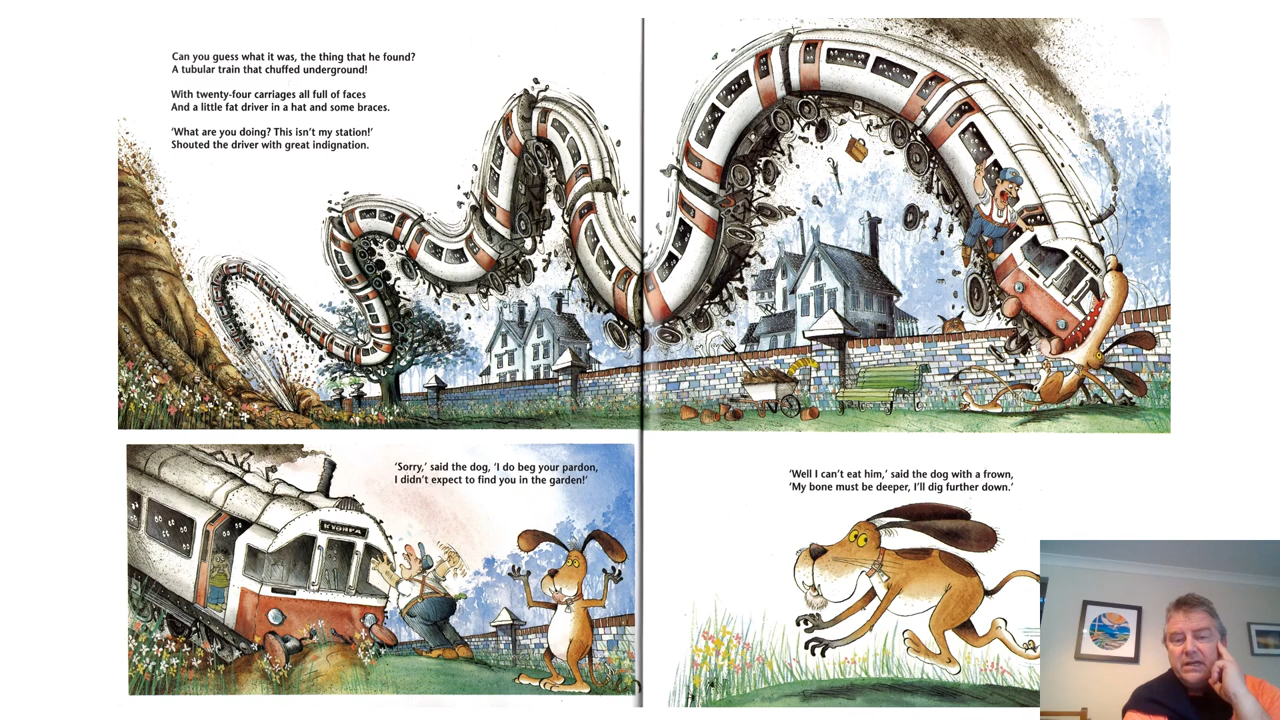 Can you guess what it was, the thing that he found?
A tubular train that chuffed underground!
With twenty-four carriages all full of faces
And a little fat driver in a hat and some braces.
‘What are you doing? This isn’t my station!’
Shouted the driver with great indignation.
‘Sorry,’ said the dog, ‘I do beg your pardon,
I didn’t expect to find you in the garden!’
‘Well I can’t eat him,’ said the dog with a frown,
‘My bone must be deeper, I’ll dig further down.’